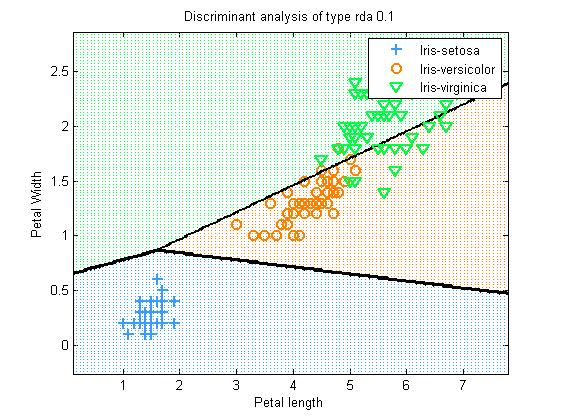 Discriminant analysis of type rda 0.1
Iris-setosa
Iris-versicolor
Iris-virginica
Petal Width
2.5
2
1.5
1
0.5
0
1 2 3 4 5 6 7
Petal length